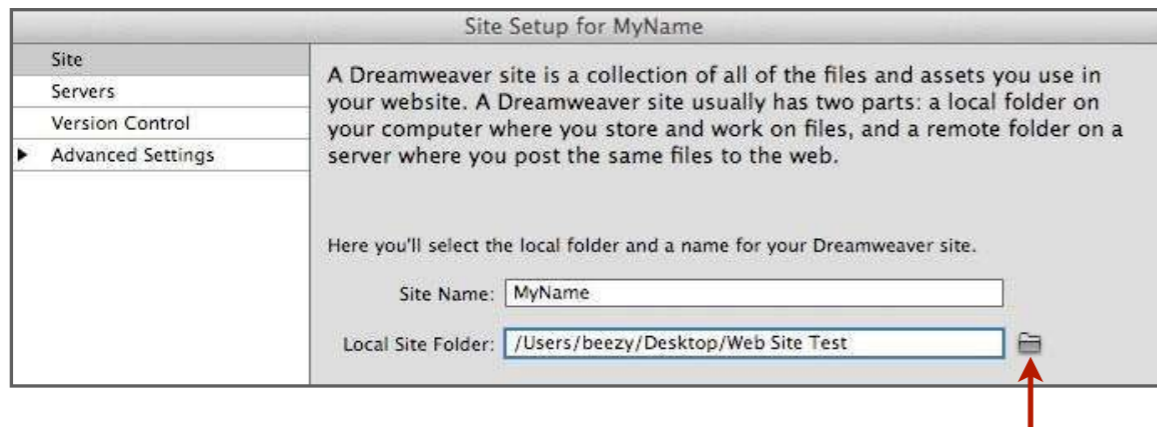 Site Setup for MyName
Site
Servers
Version Control
Advanced Settings
A Dreamweaver site is a collection of all of the files and assets you use in
your website. A Dreamweaver site usually has two parts: a local folder on
your computer where you store and work on files, and a remote folder on a
server where you post the same files to the web.
Here you'll select the local folder and a name for your Dreamweaver site.
Site Name: MyName
Local Site Folder: /Users/beezy/Desktop/Web Site Test